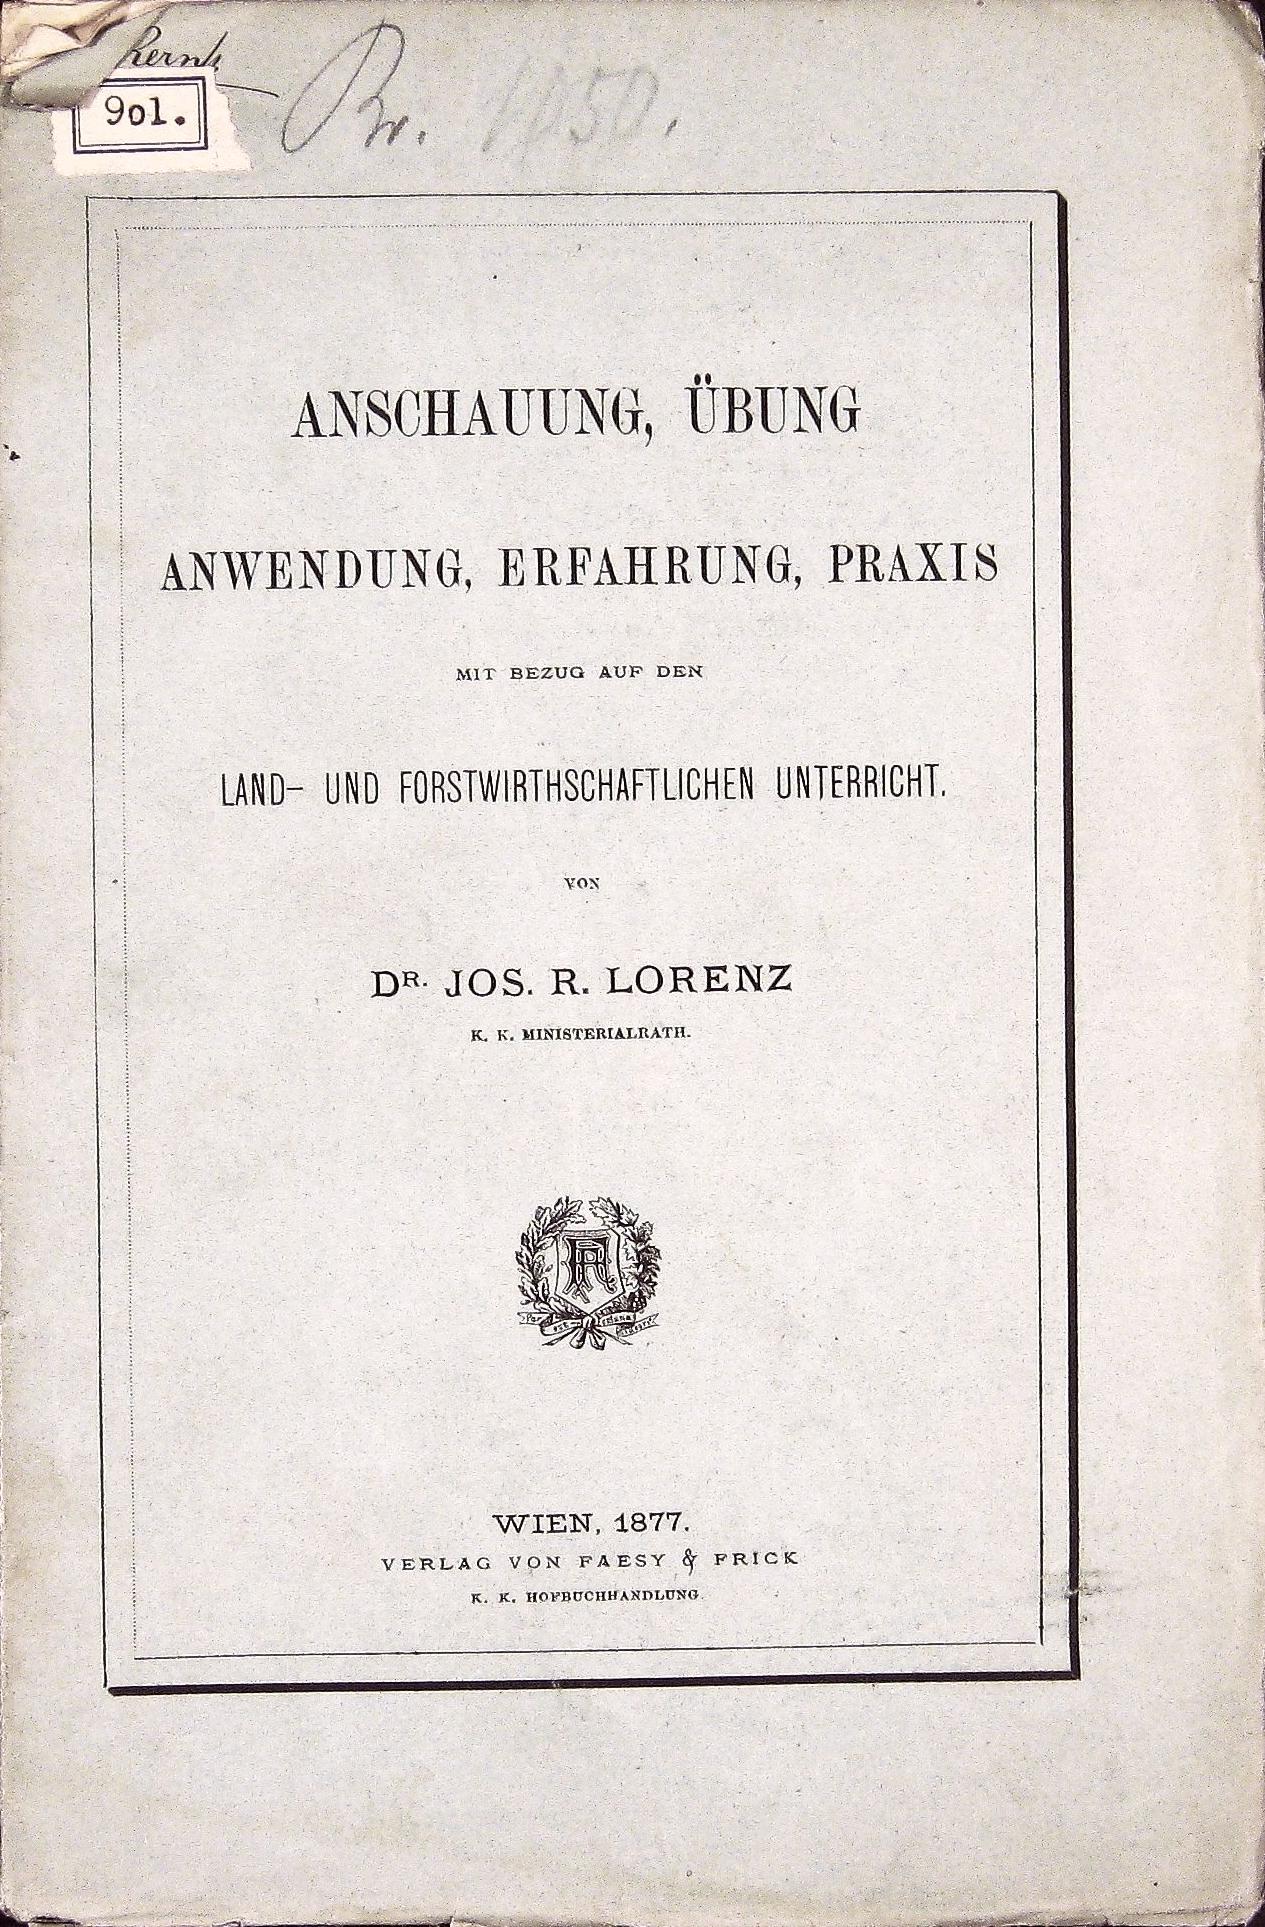 9ol.
Br. 1050.
ANSCHAUUNG, ÜBUNG
ANWENDUNG, ERFAHRUNG, PRAXIS
MIT BEZUG AUF DEN
LAND- UND FORSTWIRTHSCHAFTLICHEN UNTERRICHT.
VON
DR. JOS. R. LORENZ
K. K. MINISTERIALRATH.
WIEN, 1877.
VERLAG VON FAESY & FRICK
K. K. HOFBUCHHANDLUNG.